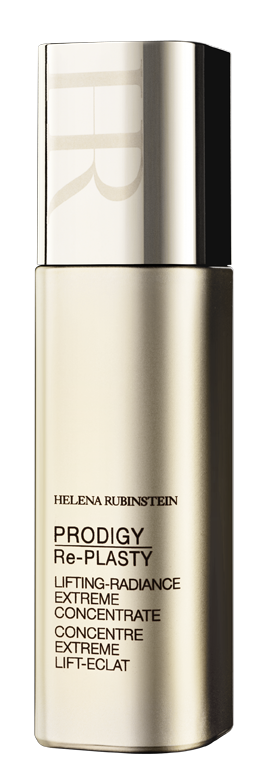 HR
HELENA RUBINSTEIN
PRODIGY
Re-PLASTY
LIFTING-RADIANCE
EXTREME
CONCENTRATE
CONCENTRE
EXTREME
LIFT-ECLAT